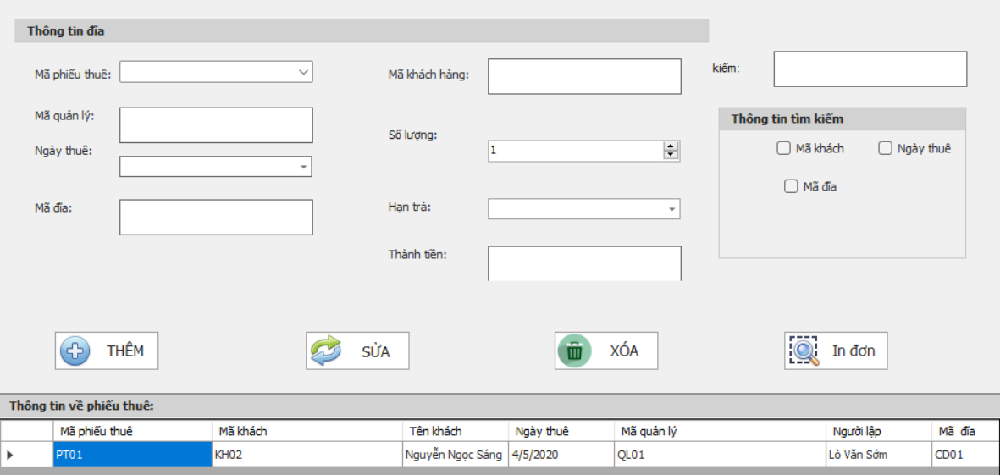 Thông tin đĩa
Mã phiếu thuê:
Mã khách hàng:
kiếm:
Mã quản lý:
Thông tin tìm kiếm
Số lượng:
Mã khách
Ngày thuê
Ngày thuê:
1
Mã đĩa
Mã đĩa:
Hạn trả:
Thành tiền:
THÊM
SỬA
XÓA
In đơn
Thông tin về phiếu thuê:
Mã phiếu thuê Mã khách Tên khách Ngày thuê Mã quản lý Người lập Mã đĩa
PT01 KH02 Nguyễn Ngọc Sáng 4/5/2020 QL01 Lò Văn Sớm CD01